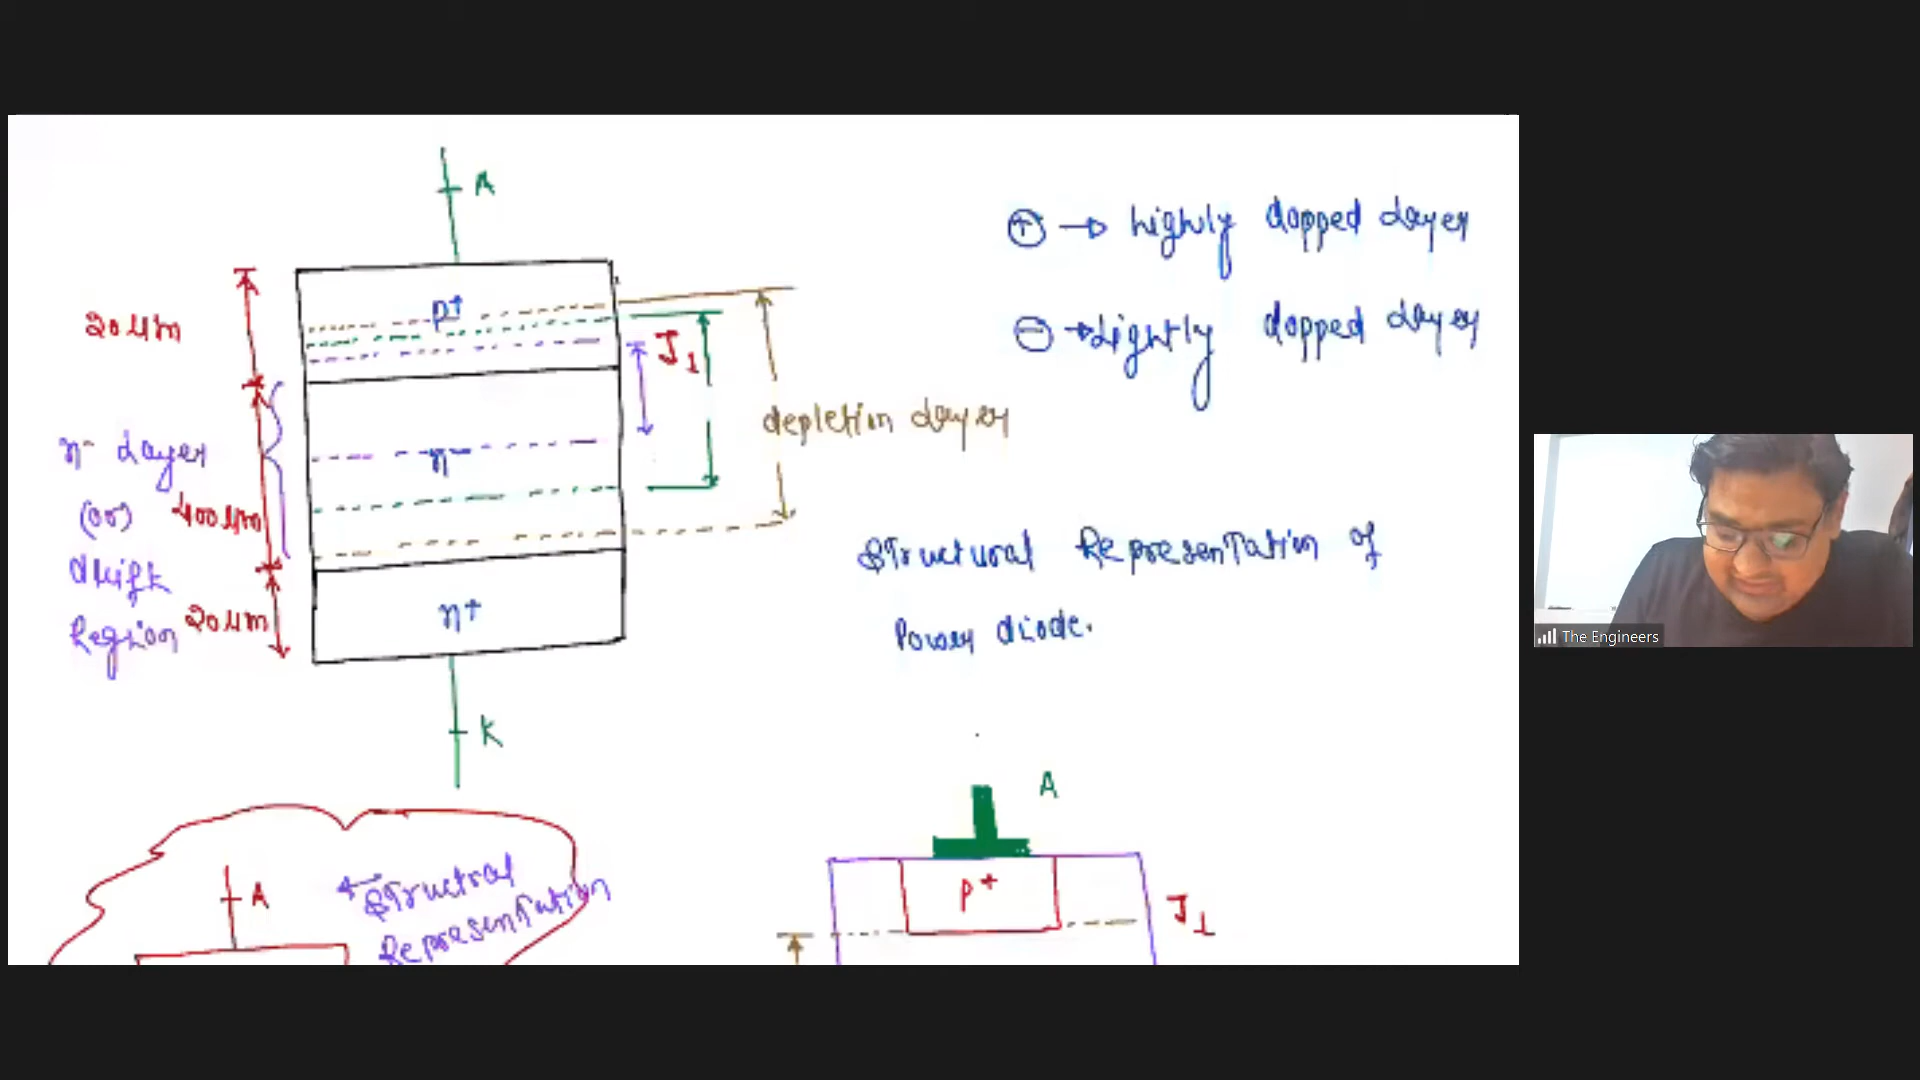 A
⊕ → highly dopped layer
20 μm
p+
J1
⊖ → Lightly dopped layer
depletion layer
n- Layer
n-
(or)
400 μm
Structural Representation of
drift
Region
20 μm
n+
Power diode.
K
A
A
Structral
Representation
p+
J1
The Engineers